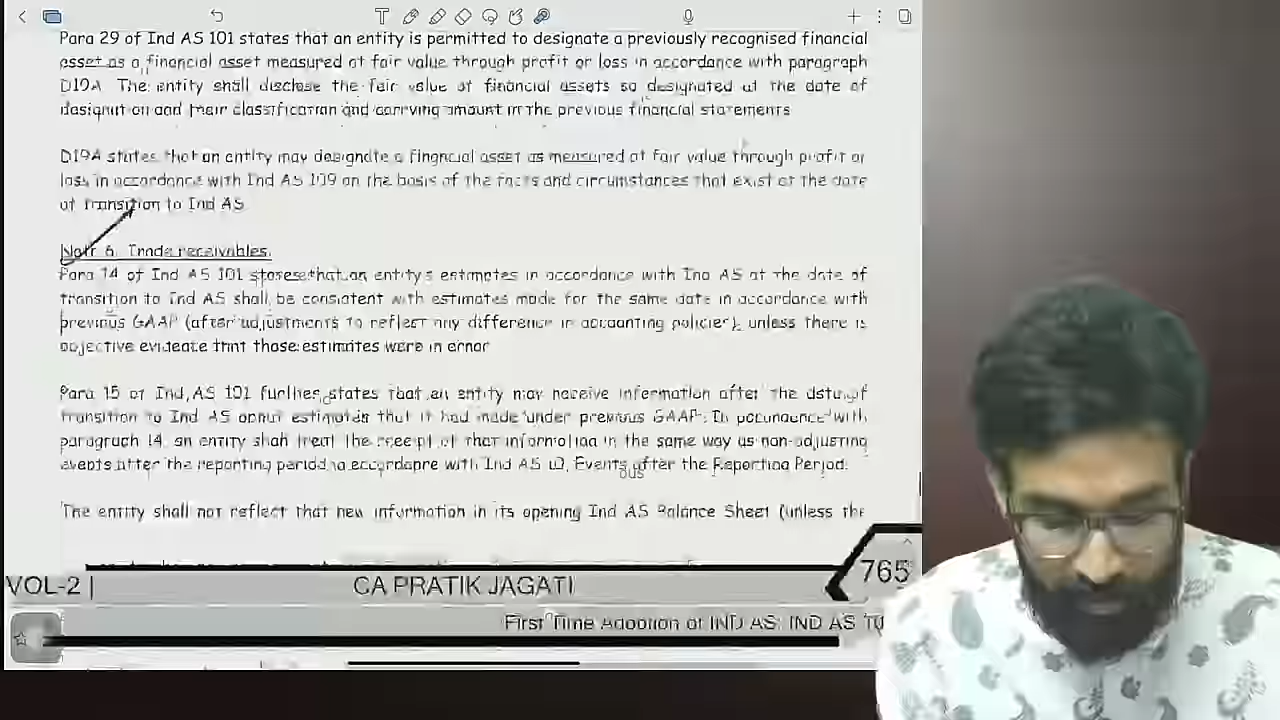 Para 29 of Ind AS 101 states that an entity is permitted to designate a previously recognised financial
asset as a financial asset measured at fair value through profit or loss in accordance with paragraph
D19A. The entity shall disclose the fair value of financial assets so designated at the date of
designation and their classification and carrying amount in the previous financial statements
D19A states that an entity may designate a financial asset as measured at fair value through profit or
loss in accordance with Ind AS 109 on the basis of the facts and circumstances that exist at the date
of transition to Ind AS.
Note 6: Trade receivables.
Para 14 of Ind AS 101 states that an entity's estimates in accordance with Ind AS at the date of
transition to Ind AS shall be consistent with estimates made for the same date in accordance with
previous GAAP (after adjustments to reflect any difference in accounting policies), unless there is
objective evidence that those estimates were in error
Para 15 of Ind AS 101 further states that an entity may receive information after the date of
transition to Ind AS about estimates that it had made under previous GAAP. In accordance with
paragraph 14, an entity shall treat the receipt of that information in the same way as non-adjusting
events after the reporting period in accordance with Ind AS 10, Events after the Reporting Period.
The entity shall not reflect that new information in its opening Ind AS Balance Sheet (unless the
VOL-2 | CA PRATIK JAGATI 765
First Time Adoption of IND AS: IND AS